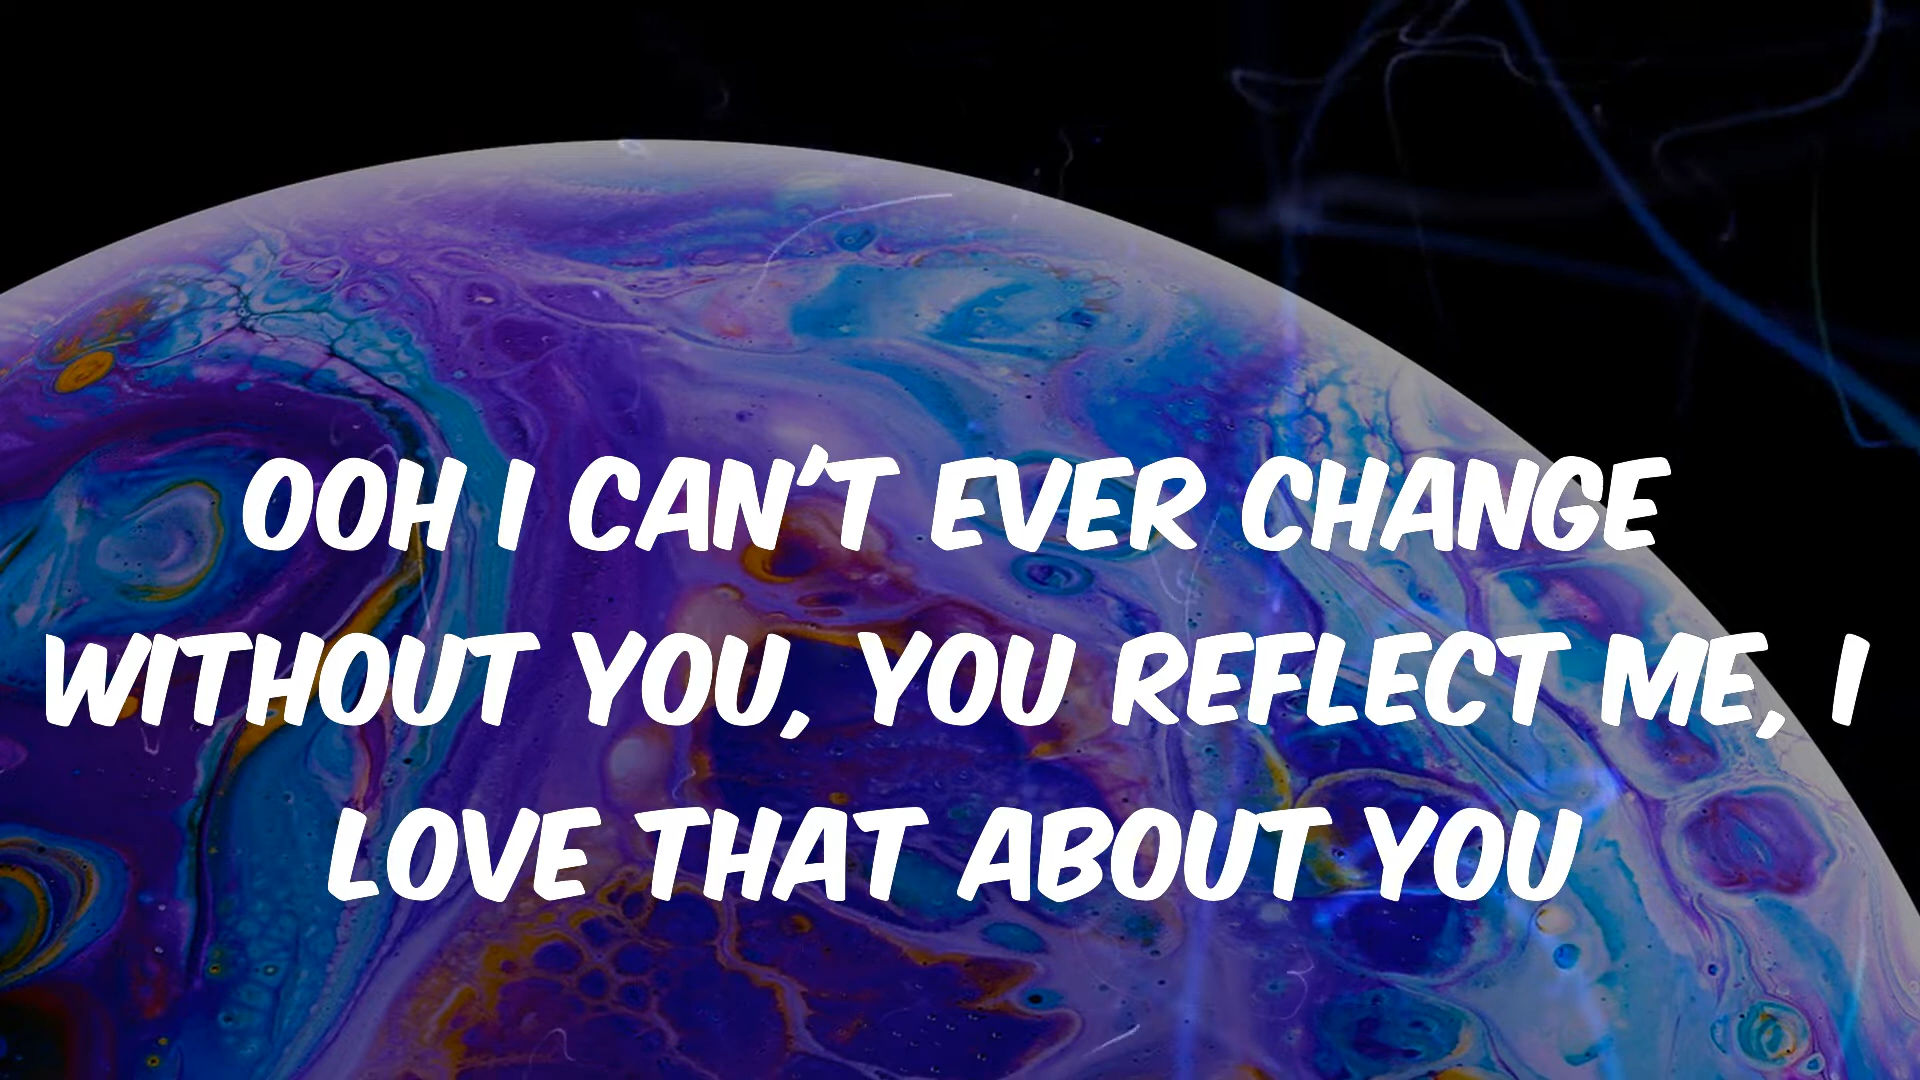 OOH I CAN'T EVER CHANGE
WITHOUT YOU, YOU REFLECT ME, I
LOVE THAT ABOUT YOU